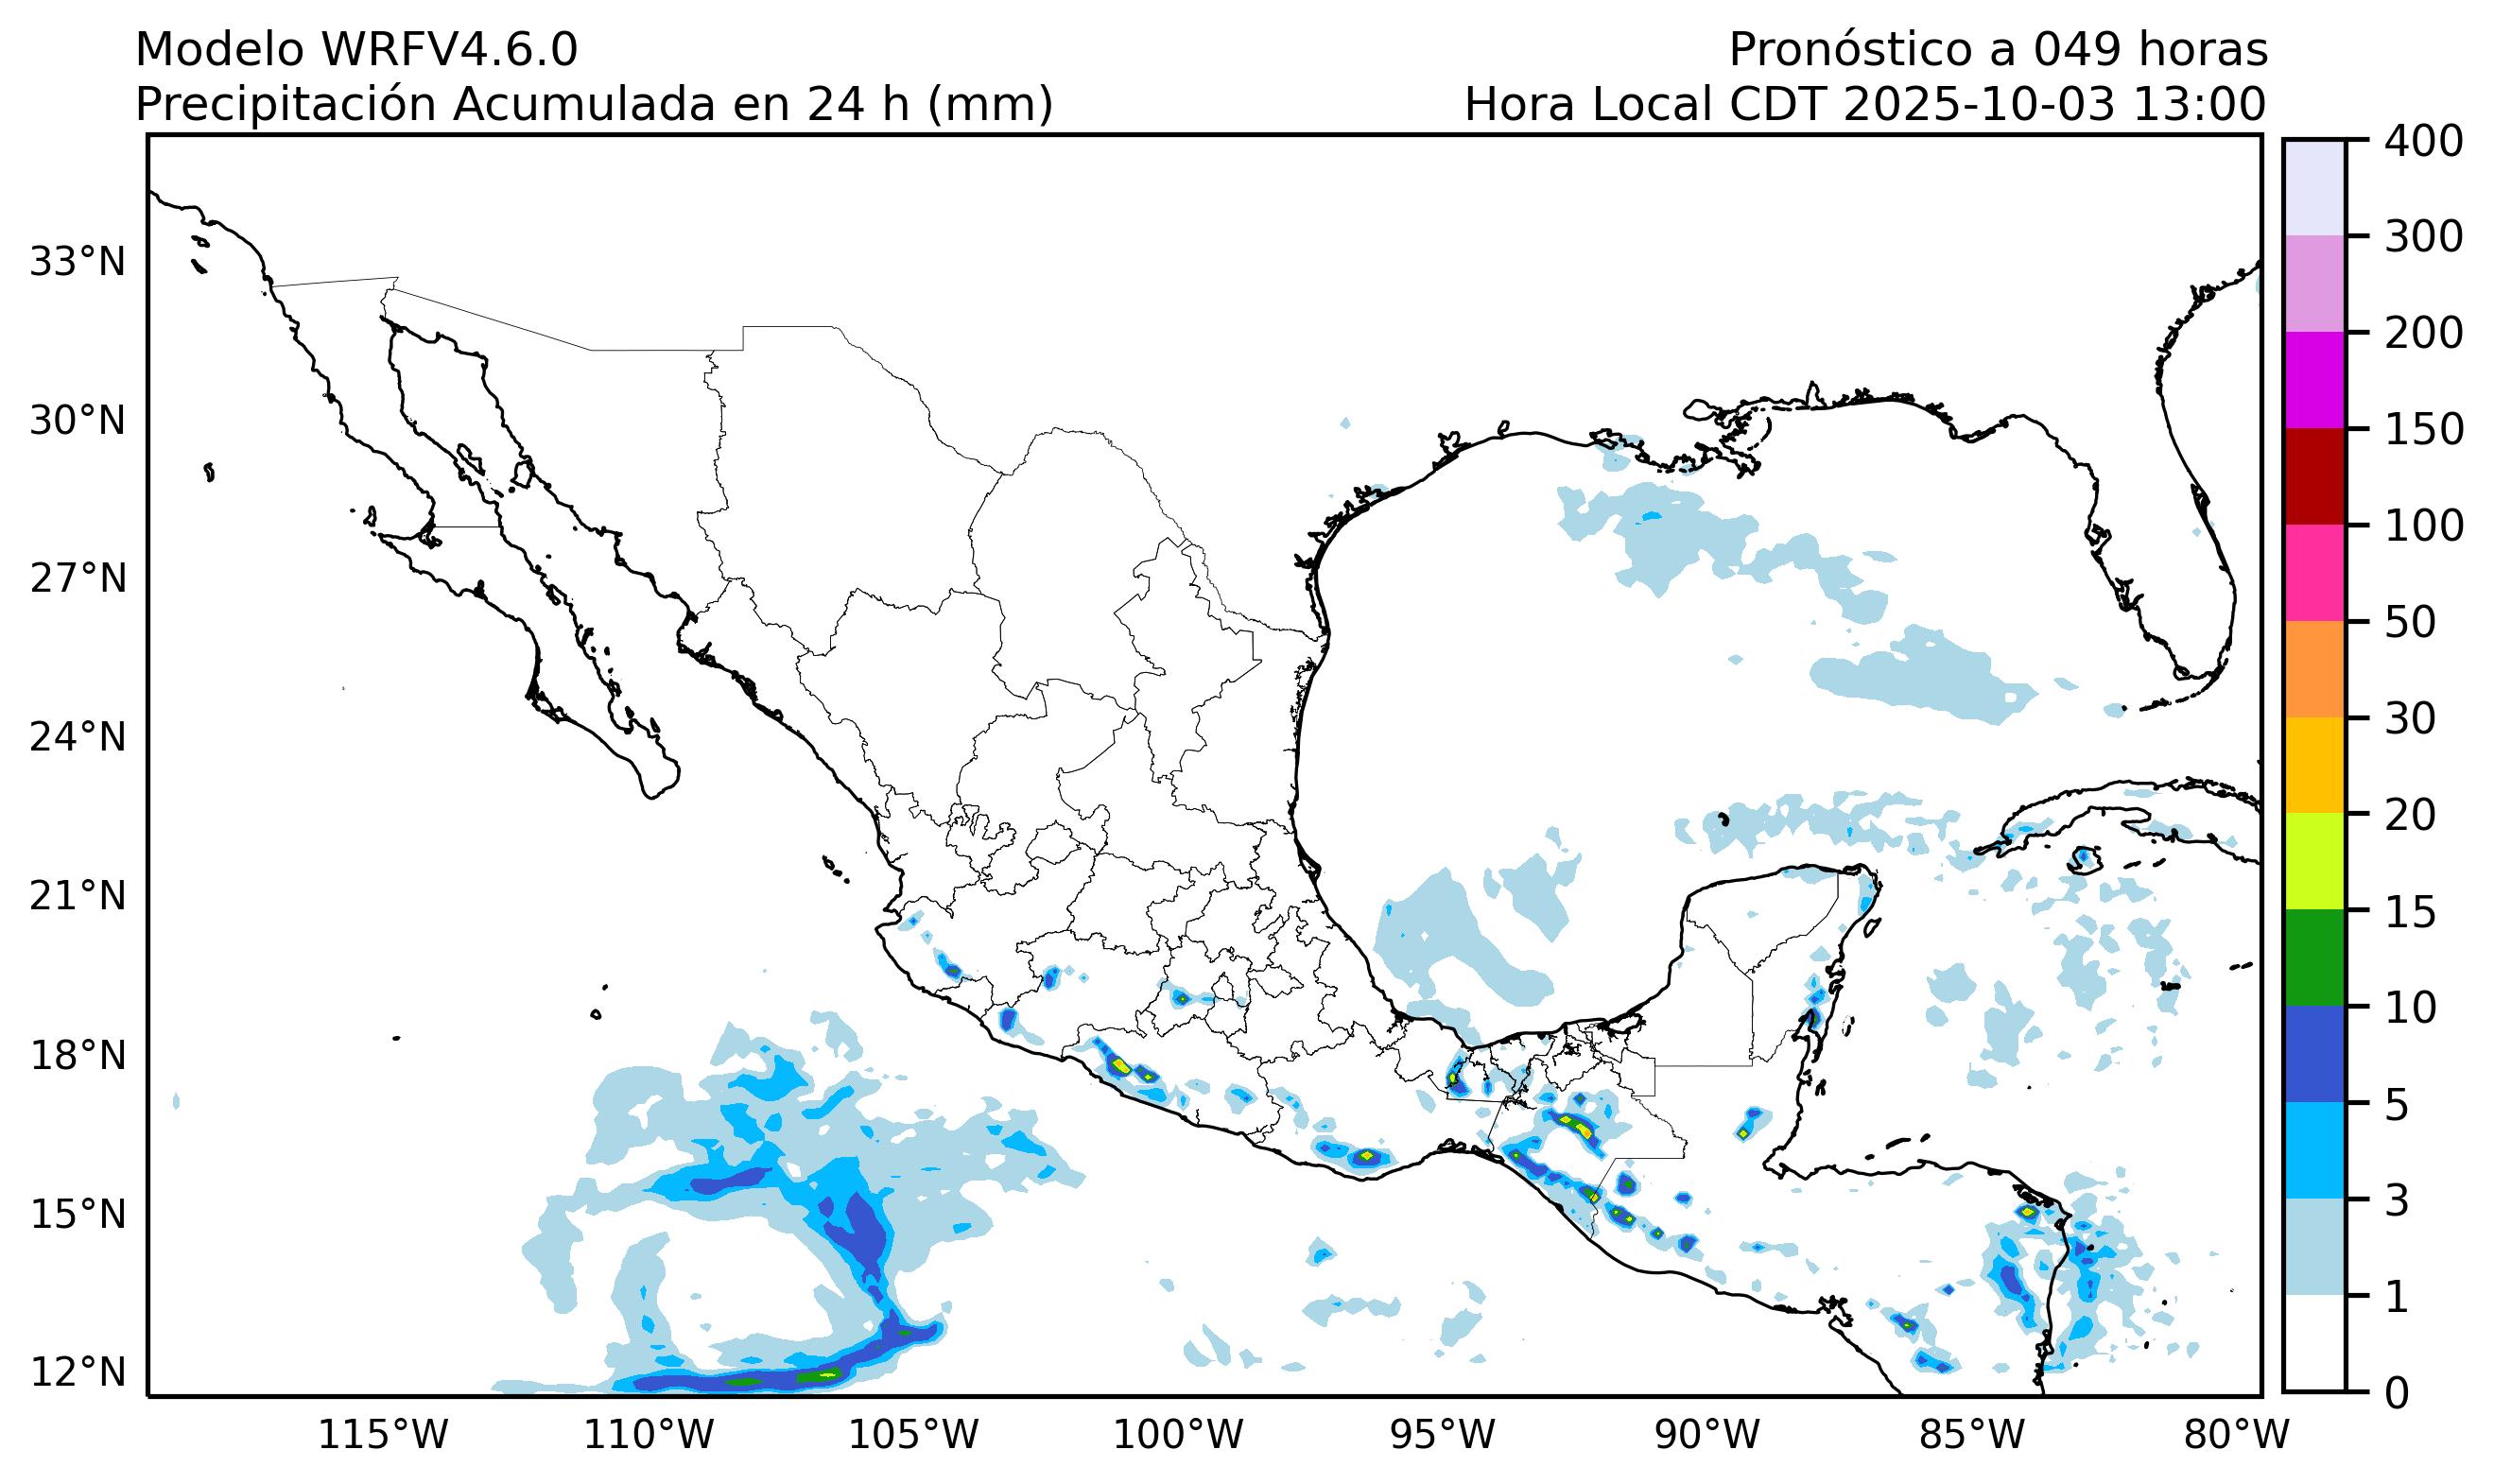 Modelo WRFV4.6.0
Pronóstico a 049 horas
Precipitación Acumulada en 24 h (mm)
Hora Local CDT 2025-10-03 13:00
33°N
30°N
27°N
24°N
21°N
18°N
15°N
12°N
115°W
110°W
105°W
100°W
95°W
90°W
85°W
80°W
400
300
200
150
100
50
30
20
15
10
5
3
1
0